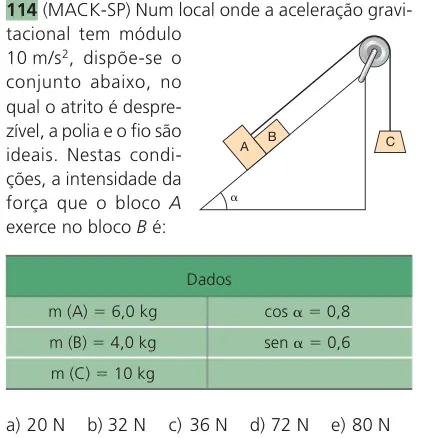 114 (MACK-SP) Num local onde a aceleração gravi-
tacional tem módulo
10 m/s², dispõe-se o
conjunto abaixo, no
qual o atrito é despre-
zível, a polia e o fio são
ideais. Nestas condi-
ções, a intensidade da
força que o bloco A
exerce no bloco B é:
A
B
C
α
Dados
m (A) = 6,0 kg
cos α = 0,8
m (B) = 4,0 kg
sen α = 0,6
m (C) = 10 kg
a) 20 N b) 32 N c) 36 N d) 72 N e) 80 N